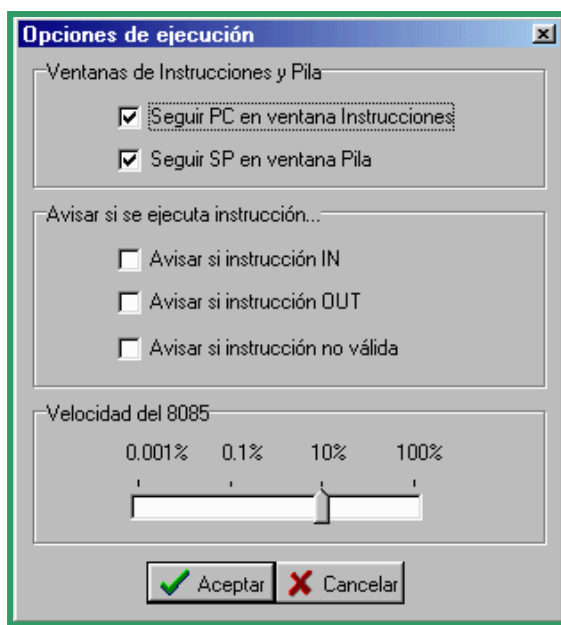 Opciones de ejecución
Ventanas de Instrucciones y Pila
Seguir PC en ventana Instrucciones
Seguir SP en ventana Pila
Avisar si se ejecuta instrucción...
Avisar si instrucción IN
Avisar si instrucción OUT
Avisar si instrucción no válida
Velocidad del 8085
0.001% 0.1% 10% 100%
Aceptar Cancelar